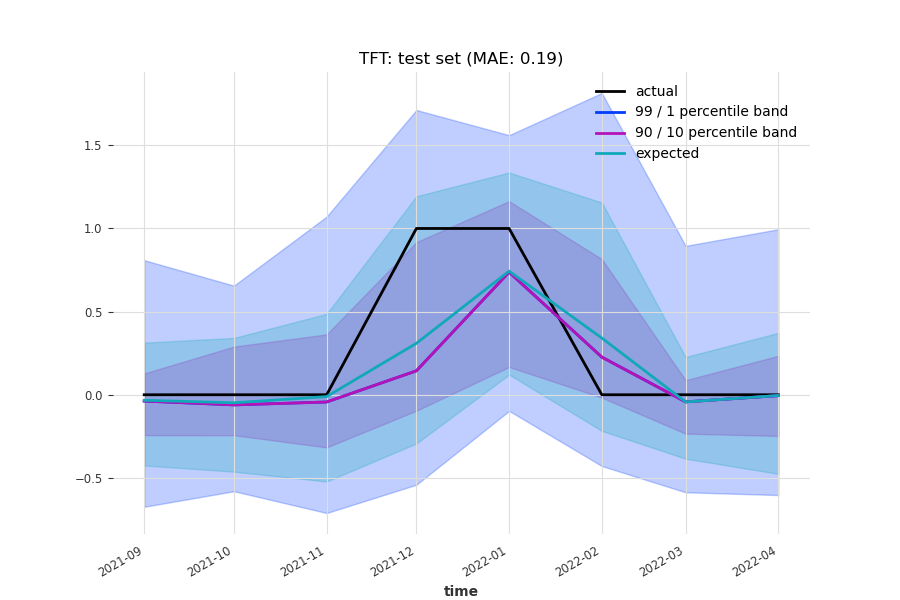 TFT: test set (MAE: 0.19)
actual
99 / 1 percentile band
90 / 10 percentile band
expected
1.5
1.0
0.5
0.0
−0.5
2021-09
2021-10
2021-11
2021-12
2022-01
2022-02
2022-03
2022-04
time